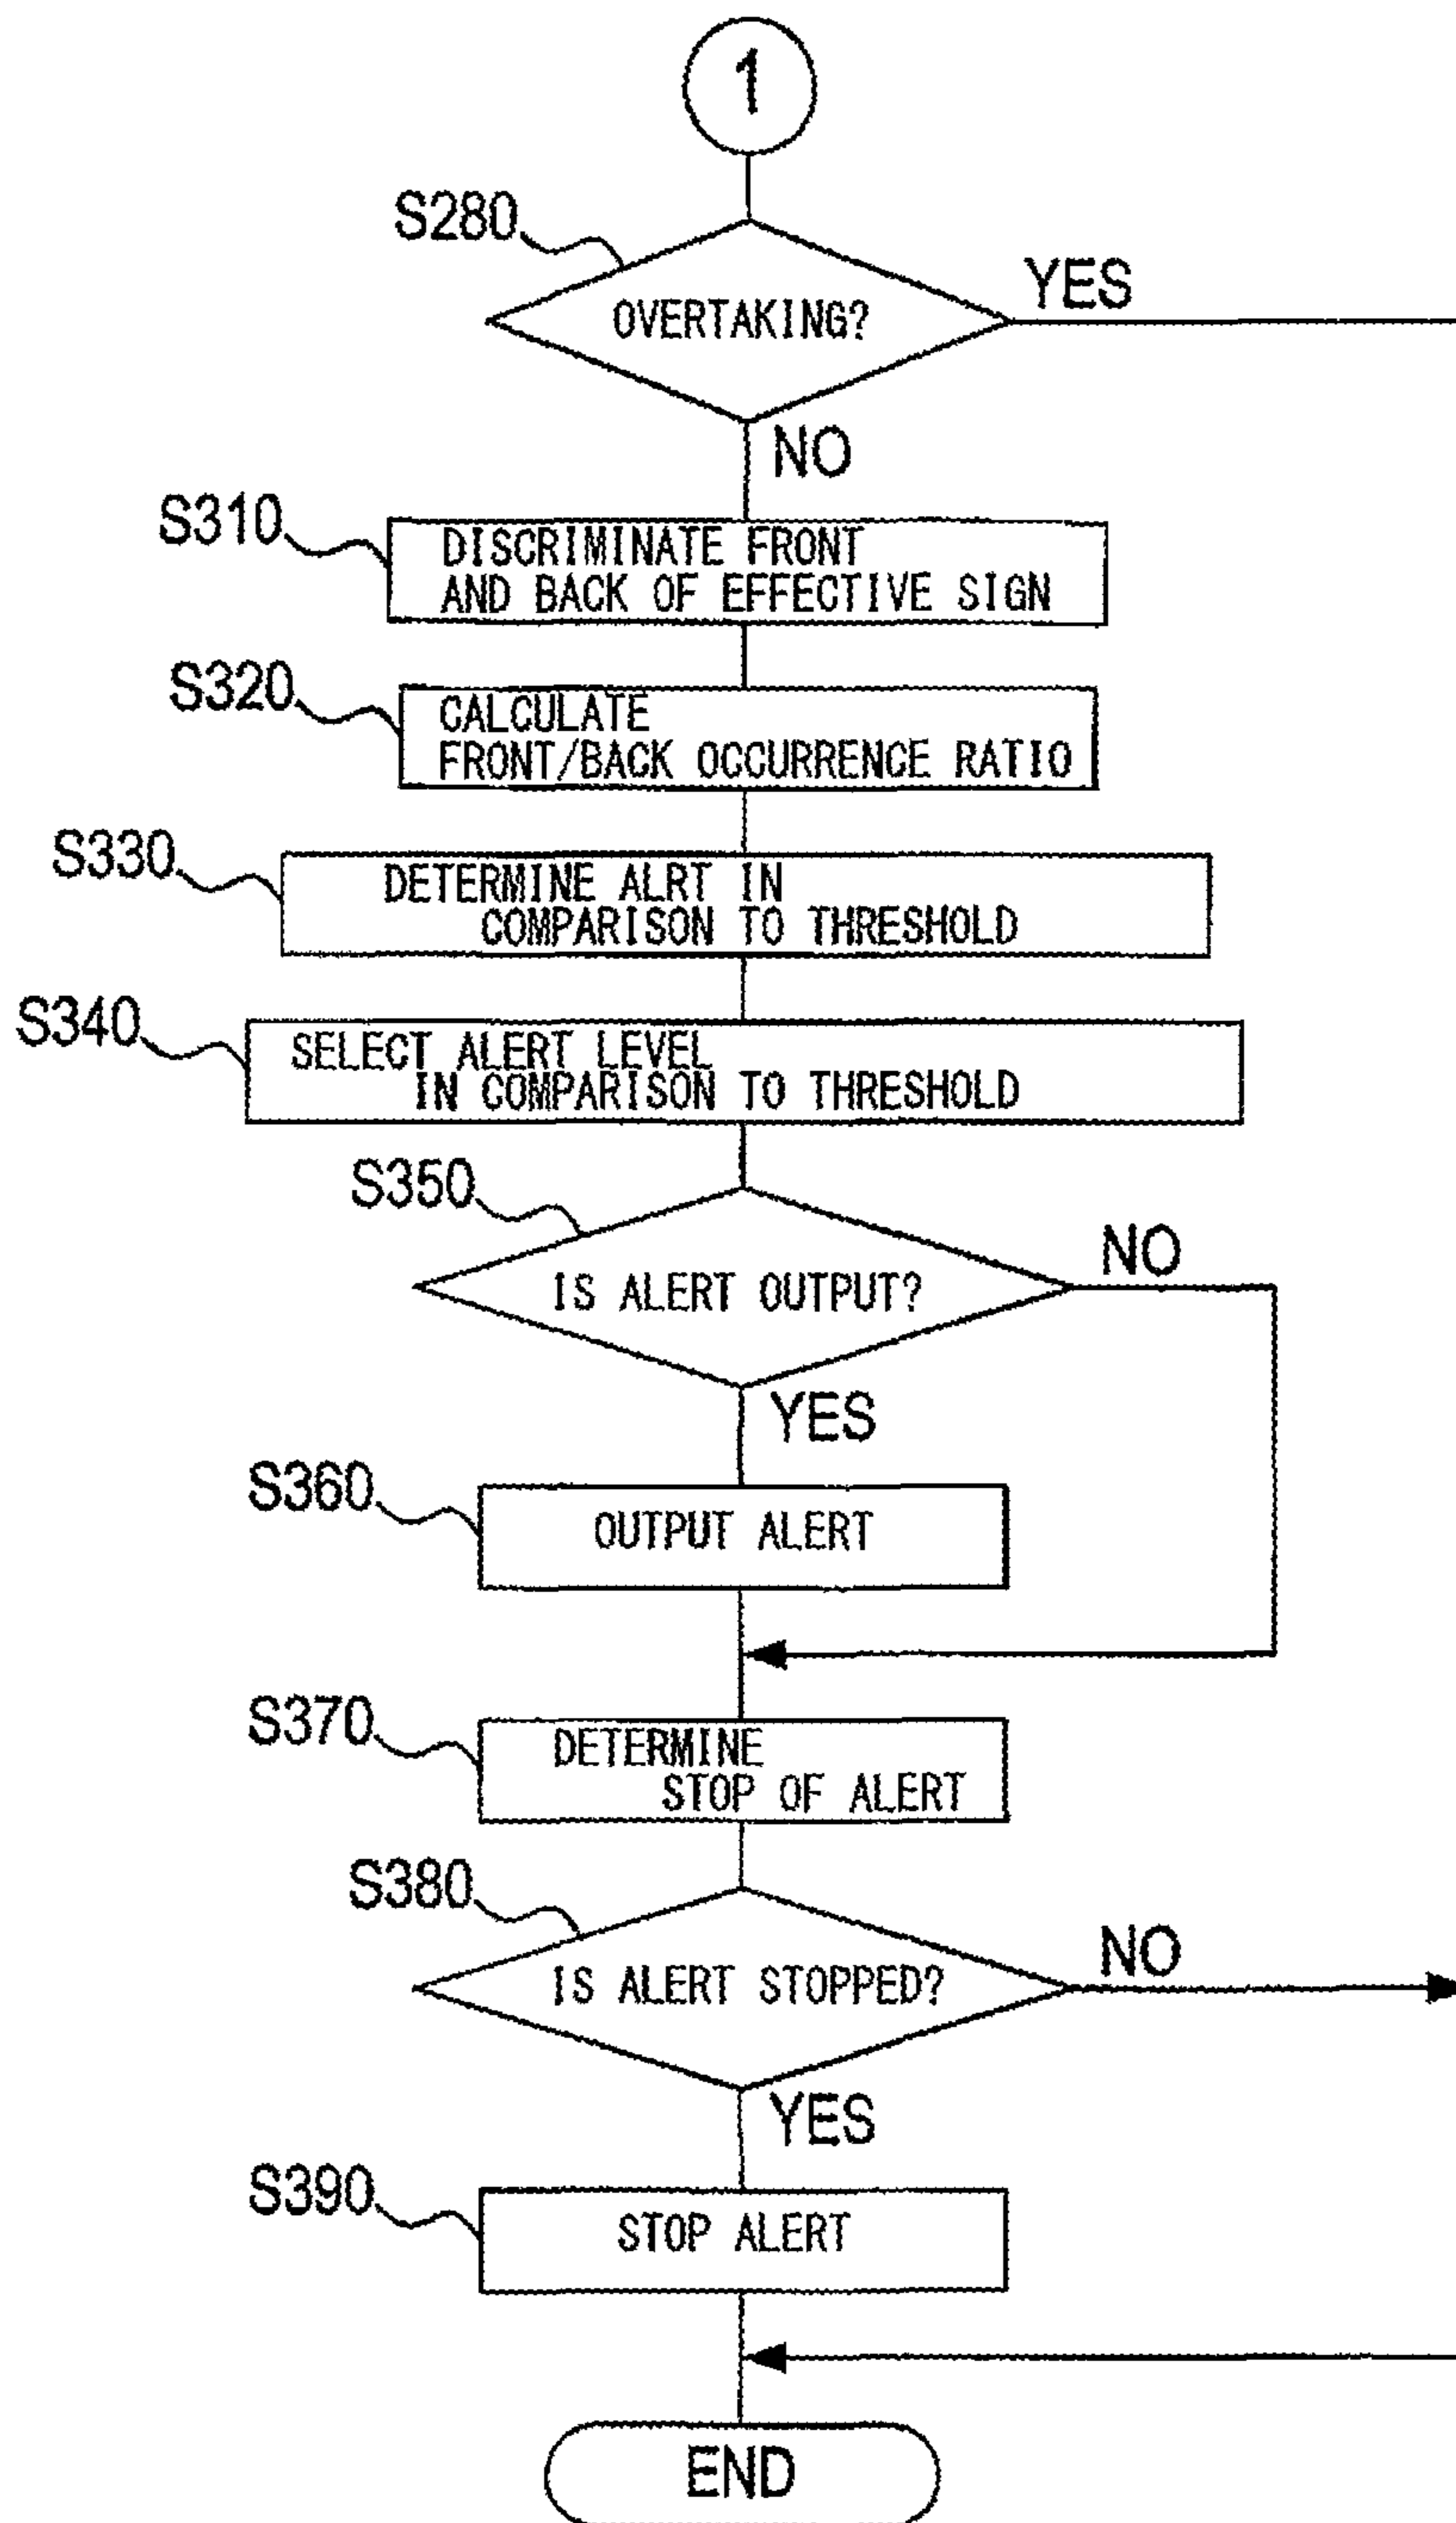 1
S280
OVERTAKING?
YES
NO
S310
DISCRIMINATE FRONT
AND BACK OF EFFECTIVE SIGN
S320
CALCULATE
FRONT/BACK OCCURRENCE RATIO
S330
DETERMINE ALRT IN
COMPARISON TO THRESHOLD
S340
SELECT ALERT LEVEL
IN COMPARISON TO THRESHOLD
S350
IS ALERT OUTPUT?
NO
YES
S360
OUTPUT ALERT
S370
DETERMINE
STOP OF ALERT
S380
IS ALERT STOPPED?
NO
YES
S390
STOP ALERT
END